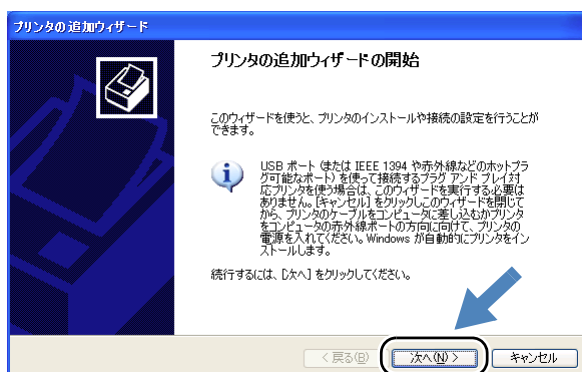 プリンタの追加ウィザード
プリンタの追加ウィザードの開始
このウィザードを使うと、プリンタのインストールや接続の設定を行うことが
できます。
USB ポート (または IEEE 1394 や赤外線などのホットプラ
グ可能なポート) を使って接続するプラグ アンド プレイ対
応プリンタを使う場合は、このウィザードを実行する必要は
ありません。[キャンセル] をクリックしこのウィザードを閉じて
から、プリンタのケーブルをコンピュータに差し込むかプリンタ
をコンピュータの赤外線ポートの方向に向けて、プリンタの
電源を入れてください。Windows が自動的にプリンタをイン
ストールします。
続行するには、[次へ] をクリックしてください。
< 戻る(B)
次へ(N) >
キャンセル